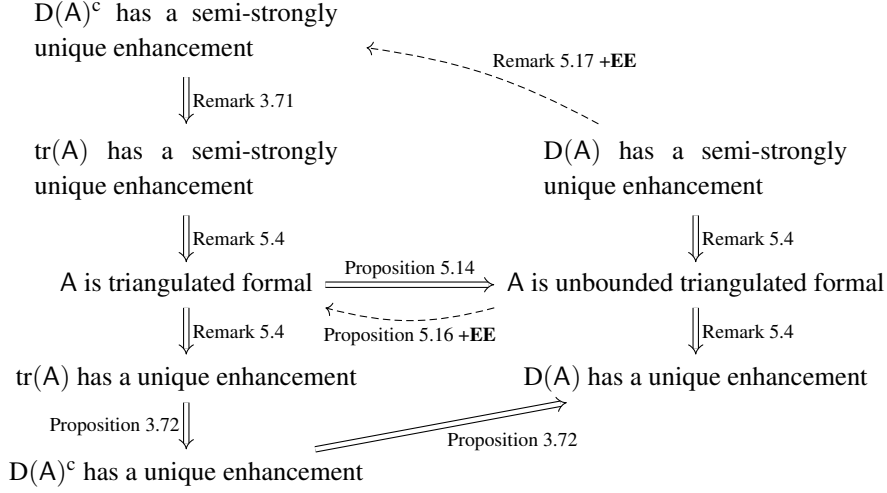 D(A)ᶜ has a semi-strongly
unique enhancement
Remark 5.17 +EE
Remark 3.71
tr(A) has a semi-strongly
unique enhancement
D(A) has a semi-strongly
unique enhancement
Remark 5.4
Remark 5.4
A is triangulated formal
Proposition 5.14
A is unbounded triangulated formal
Proposition 5.16 +EE
Remark 5.4
Remark 5.4
tr(A) has a unique enhancement
D(A) has a unique enhancement
Proposition 3.72
Proposition 3.72
D(A)ᶜ has a unique enhancement